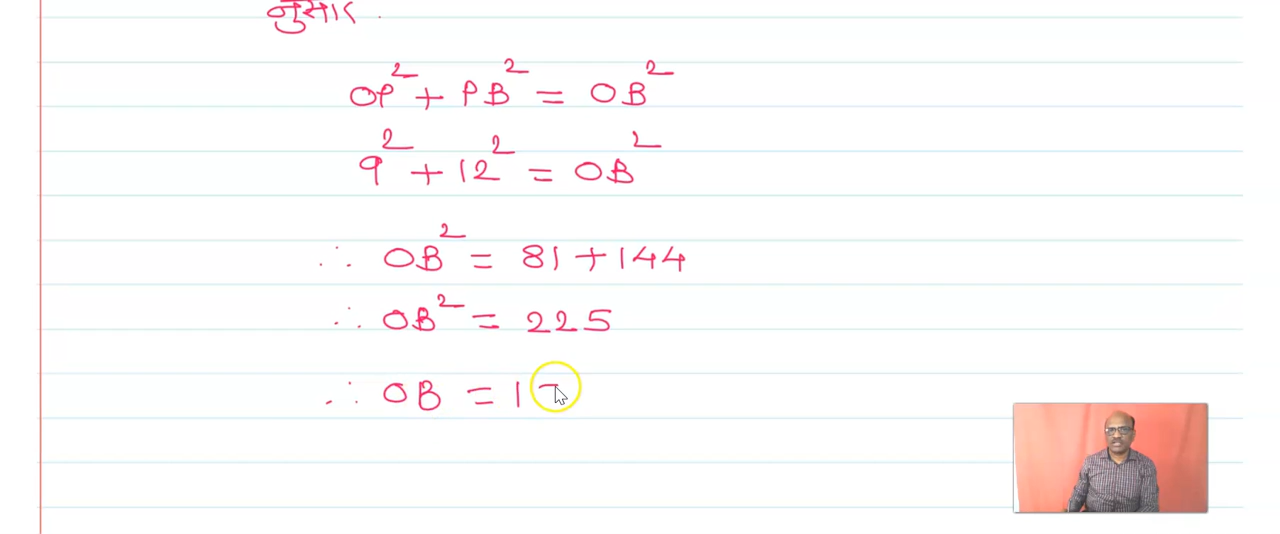 नुसार.
OP² + PB² = OB²
9² + 12² = OB²
∴ OB² = 81 + 144
∴ OB² = 225
∴ OB = 1